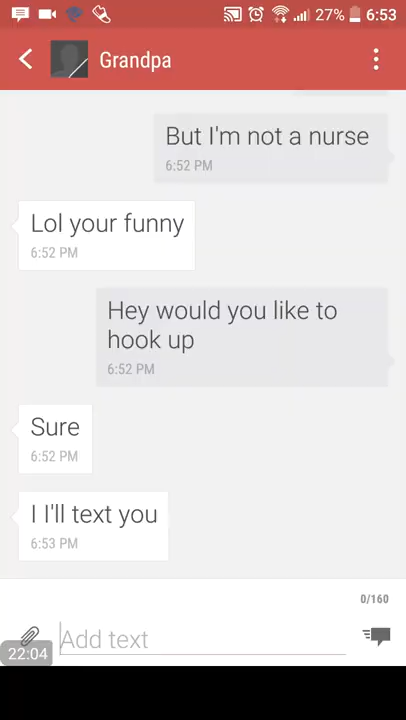 27% 6:53
Grandpa
But I'm not a nurse
6:52 PM
Lol your funny
6:52 PM
Hey would you like to
hook up
6:52 PM
Sure
6:52 PM
I I'll text you
6:53 PM
0/160
Add text
22:04